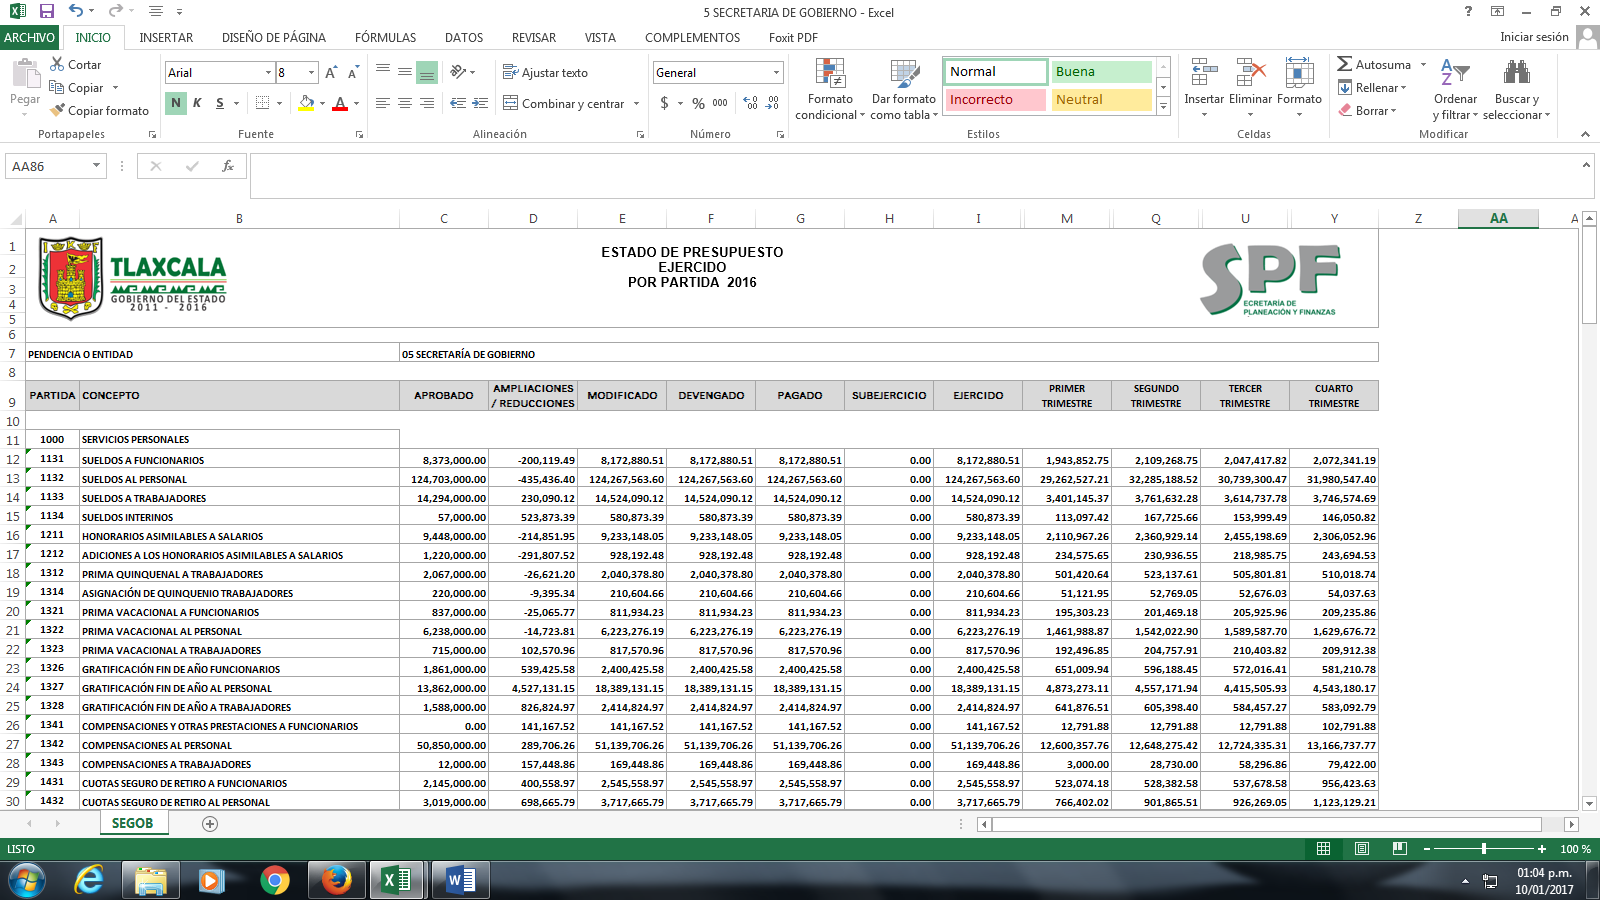 5 SECRETARIA DE GOBIERNO - Excel
ARCHIVO INICIO INSERTAR DISEÑO DE PÁGINA FÓRMULAS DATOS REVISAR VISTA COMPLEMENTOS Foxit PDF Iniciar sesión
Pegar
Cortar
Copiar
Copiar formato
Portapapeles
Arial 8
N K S
Fuente
Ajustar texto
Combinar y centrar
Alineación
General
$ % 000
Número
Formato condicional
Dar formato como tabla
Normal Buena
Incorrecto Neutral
Estilos
Insertar Eliminar Formato
Celdas
Autosuma
Rellenar
Borrar
Ordenar y filtrar
Buscar y seleccionar
Modificar
AA86 fx
A B C D E F G H I M Q U Y Z AA A
1 ESTADO DE PRESUPUESTO
2 EJERCIDO
3 POR PARTIDA 2016
4
5
6
IKF
TLAXCALA
GOBIERNO DEL ESTADO
2011 - 2016
SPF
ECRETARÍA DE
PLANEACIÓN Y FINANZAS
7 PENDENCIA O ENTIDAD 05 SECRETARÍA DE GOBIERNO
8
9 PARTIDA CONCEPTO APROBADO AMPLIACIONES / REDUCCIONES MODIFICADO DEVENGADO PAGADO SUBEJERCICIO EJERCIDO PRIMER TRIMESTRE SEGUNDO TRIMESTRE TERCER TRIMESTRE CUARTO TRIMESTRE
10
11 1000 SERVICIOS PERSONALES
12 1131 SUELDOS A FUNCIONARIOS 8,373,000.00 -200,119.49 8,172,880.51 8,172,880.51 8,172,880.51 0.00 8,172,880.51 1,943,852.75 2,109,268.75 2,047,417.82 2,072,341.19
13 1132 SUELDOS AL PERSONAL 124,703,000.00 -435,436.40 124,267,563.60 124,267,563.60 124,267,563.60 0.00 124,267,563.60 29,262,527.21 32,285,188.52 30,739,300.47 31,980,547.40
14 1133 SUELDOS A TRABAJADORES 14,294,000.00 230,090.12 14,524,090.12 14,524,090.12 14,524,090.12 0.00 14,524,090.12 3,401,145.37 3,761,632.28 3,614,737.78 3,746,574.69
15 1134 SUELDOS INTERINOS 57,000.00 523,873.39 580,873.39 580,873.39 580,873.39 0.00 580,873.39 113,097.42 167,725.66 153,999.49 146,050.82
16 1211 HONORARIOS ASIMILABLES A SALARIOS 9,448,000.00 -214,851.95 9,233,148.05 9,233,148.05 9,233,148.05 0.00 9,233,148.05 2,110,967.26 2,360,929.14 2,455,198.69 2,306,052.96
17 1212 ADICIONES A LOS HONORARIOS ASIMILABLES A SALARIOS 1,220,000.00 -291,807.52 928,192.48 928,192.48 928,192.48 0.00 928,192.48 234,575.65 230,936.55 218,985.75 243,694.53
18 1312 PRIMA QUINQUENAL A TRABAJADORES 2,067,000.00 -26,621.20 2,040,378.80 2,040,378.80 2,040,378.80 0.00 2,040,378.80 501,420.64 523,137.61 505,801.81 510,018.74
19 1314 ASIGNACIÓN DE QUINQUENIO TRABAJADORES 220,000.00 -9,395.34 210,604.66 210,604.66 210,604.66 0.00 210,604.66 51,121.95 52,769.05 52,676.03 54,037.63
20 1321 PRIMA VACACIONAL A FUNCIONARIOS 837,000.00 -25,065.77 811,934.23 811,934.23 811,934.23 0.00 811,934.23 195,303.23 201,469.18 205,925.96 209,235.86
21 1322 PRIMA VACACIONAL AL PERSONAL 6,238,000.00 -14,723.81 6,223,276.19 6,223,276.19 6,223,276.19 0.00 6,223,276.19 1,461,988.87 1,542,022.90 1,589,587.70 1,629,676.72
22 1323 PRIMA VACACIONAL A TRABAJADORES 715,000.00 102,570.96 817,570.96 817,570.96 817,570.96 0.00 817,570.96 192,496.85 204,757.91 210,403.82 209,912.38
23 1326 GRATIFICACIÓN FIN DE AÑO FUNCIONARIOS 1,861,000.00 539,425.58 2,400,425.58 2,400,425.58 2,400,425.58 0.00 2,400,425.58 651,009.94 596,188.45 572,016.41 581,210.78
24 1327 GRATIFICACIÓN FIN DE AÑO AL PERSONAL 13,862,000.00 4,527,131.15 18,389,131.15 18,389,131.15 18,389,131.15 0.00 18,389,131.15 4,873,273.11 4,557,171.94 4,415,505.93 4,543,180.17
25 1328 GRATIFICACIÓN FIN DE AÑO A TRABAJADORES 1,588,000.00 826,824.97 2,414,824.97 2,414,824.97 2,414,824.97 0.00 2,414,824.97 641,876.51 605,398.40 584,457.27 583,092.79
26 1341 COMPENSACIONES Y OTRAS PRESTACIONES A FUNCIONARIOS 0.00 141,167.52 141,167.52 141,167.52 141,167.52 0.00 141,167.52 12,791.88 12,791.88 12,791.88 102,791.88
27 1342 COMPENSACIONES AL PERSONAL 50,850,000.00 289,706.26 51,139,706.26 51,139,706.26 51,139,706.26 0.00 51,139,706.26 12,600,357.76 12,648,275.42 12,724,335.31 13,166,737.77
28 1343 COMPENSACIONES A TRABAJADORES 12,000.00 157,448.86 169,448.86 169,448.86 169,448.86 0.00 169,448.86 3,000.00 28,730.00 58,296.86 79,422.00
29 1431 CUOTAS SEGURO DE RETIRO A FUNCIONARIOS 2,145,000.00 400,558.97 2,545,558.97 2,545,558.97 2,545,558.97 0.00 2,545,558.97 523,074.18 528,382.58 537,678.58 956,423.63
30 1432 CUOTAS SEGURO DE RETIRO AL PERSONAL 3,019,000.00 698,665.79 3,717,665.79 3,717,665.79 3,717,665.79 0.00 3,717,665.79 766,402.02 901,865.51 926,269.05 1,123,129.21
SEGOB
LISTO 100 %
01:04 p.m.
10/01/2017